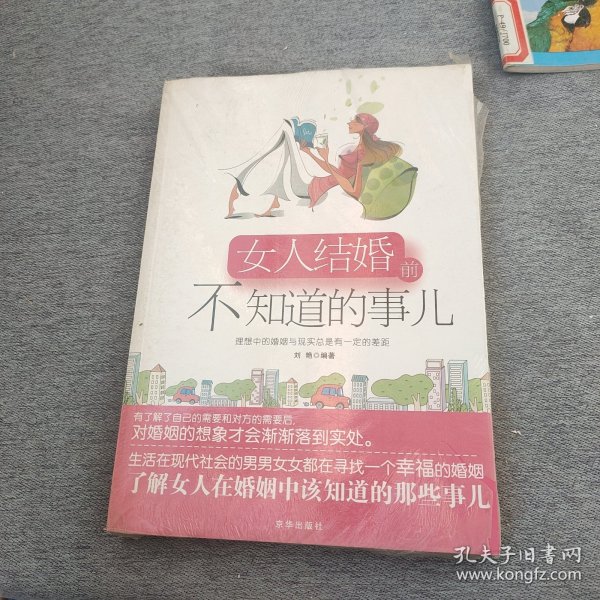 女人结婚前
不知道的事儿
理想中的婚姻与现实总是有一定的差距
刘艳◎编著
有了解了自己的需要和对方的需要后,
对婚姻的想象才会渐渐落到实处。
生活在现代社会的男男女女都在寻找一个幸福的婚姻
了解女人在婚姻中该知道的那些事儿
京华出版社
孔夫子旧书网
www.kongfz.com